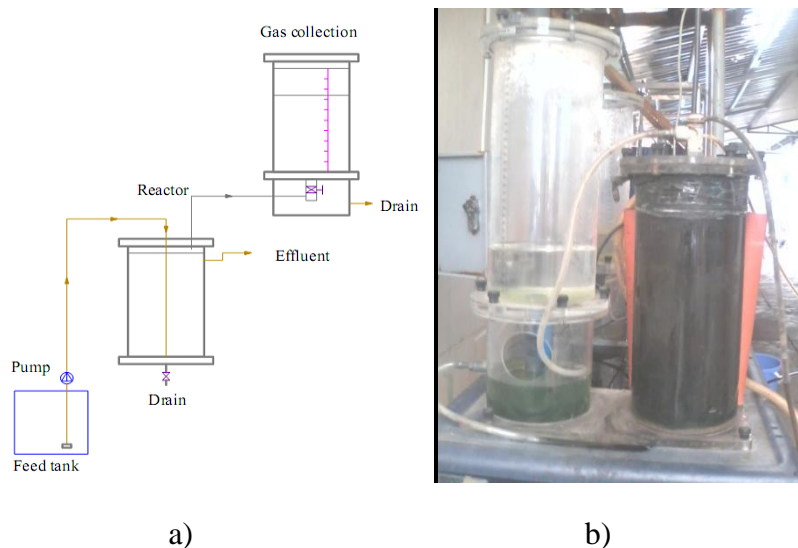 Gas collection
Reactor
Drain
Effluent
Pump
Drain
Feed tank
a)
b)